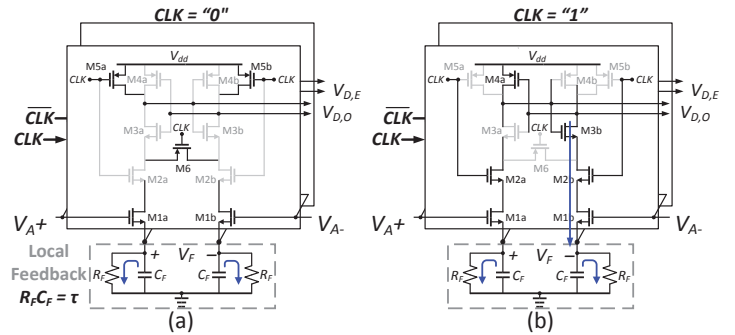 CLK = “0"
CLK = “1”
V_dd
M5a
M4a
M4b
M5b
CLK
CLK
V_D,E
V_D,O
CLK
M3a
M3b
CLK
CLK
M6
M2a
M2b
V_A+
M1a
M1b
V_A-
Local
Feedback
R_F C_F = τ
V_F
+
−
R_F
C_F
C_F
R_F
(a)
V_dd
M5a
M4a
M4b
M5b
CLK
CLK
V_D,E
V_D,O
CLK
M3a
M3b
CLK
CLK
M6
M2a
M2b
V_A+
M1a
M1b
V_A-
V_F
+
−
R_F
C_F
C_F
R_F
(b)